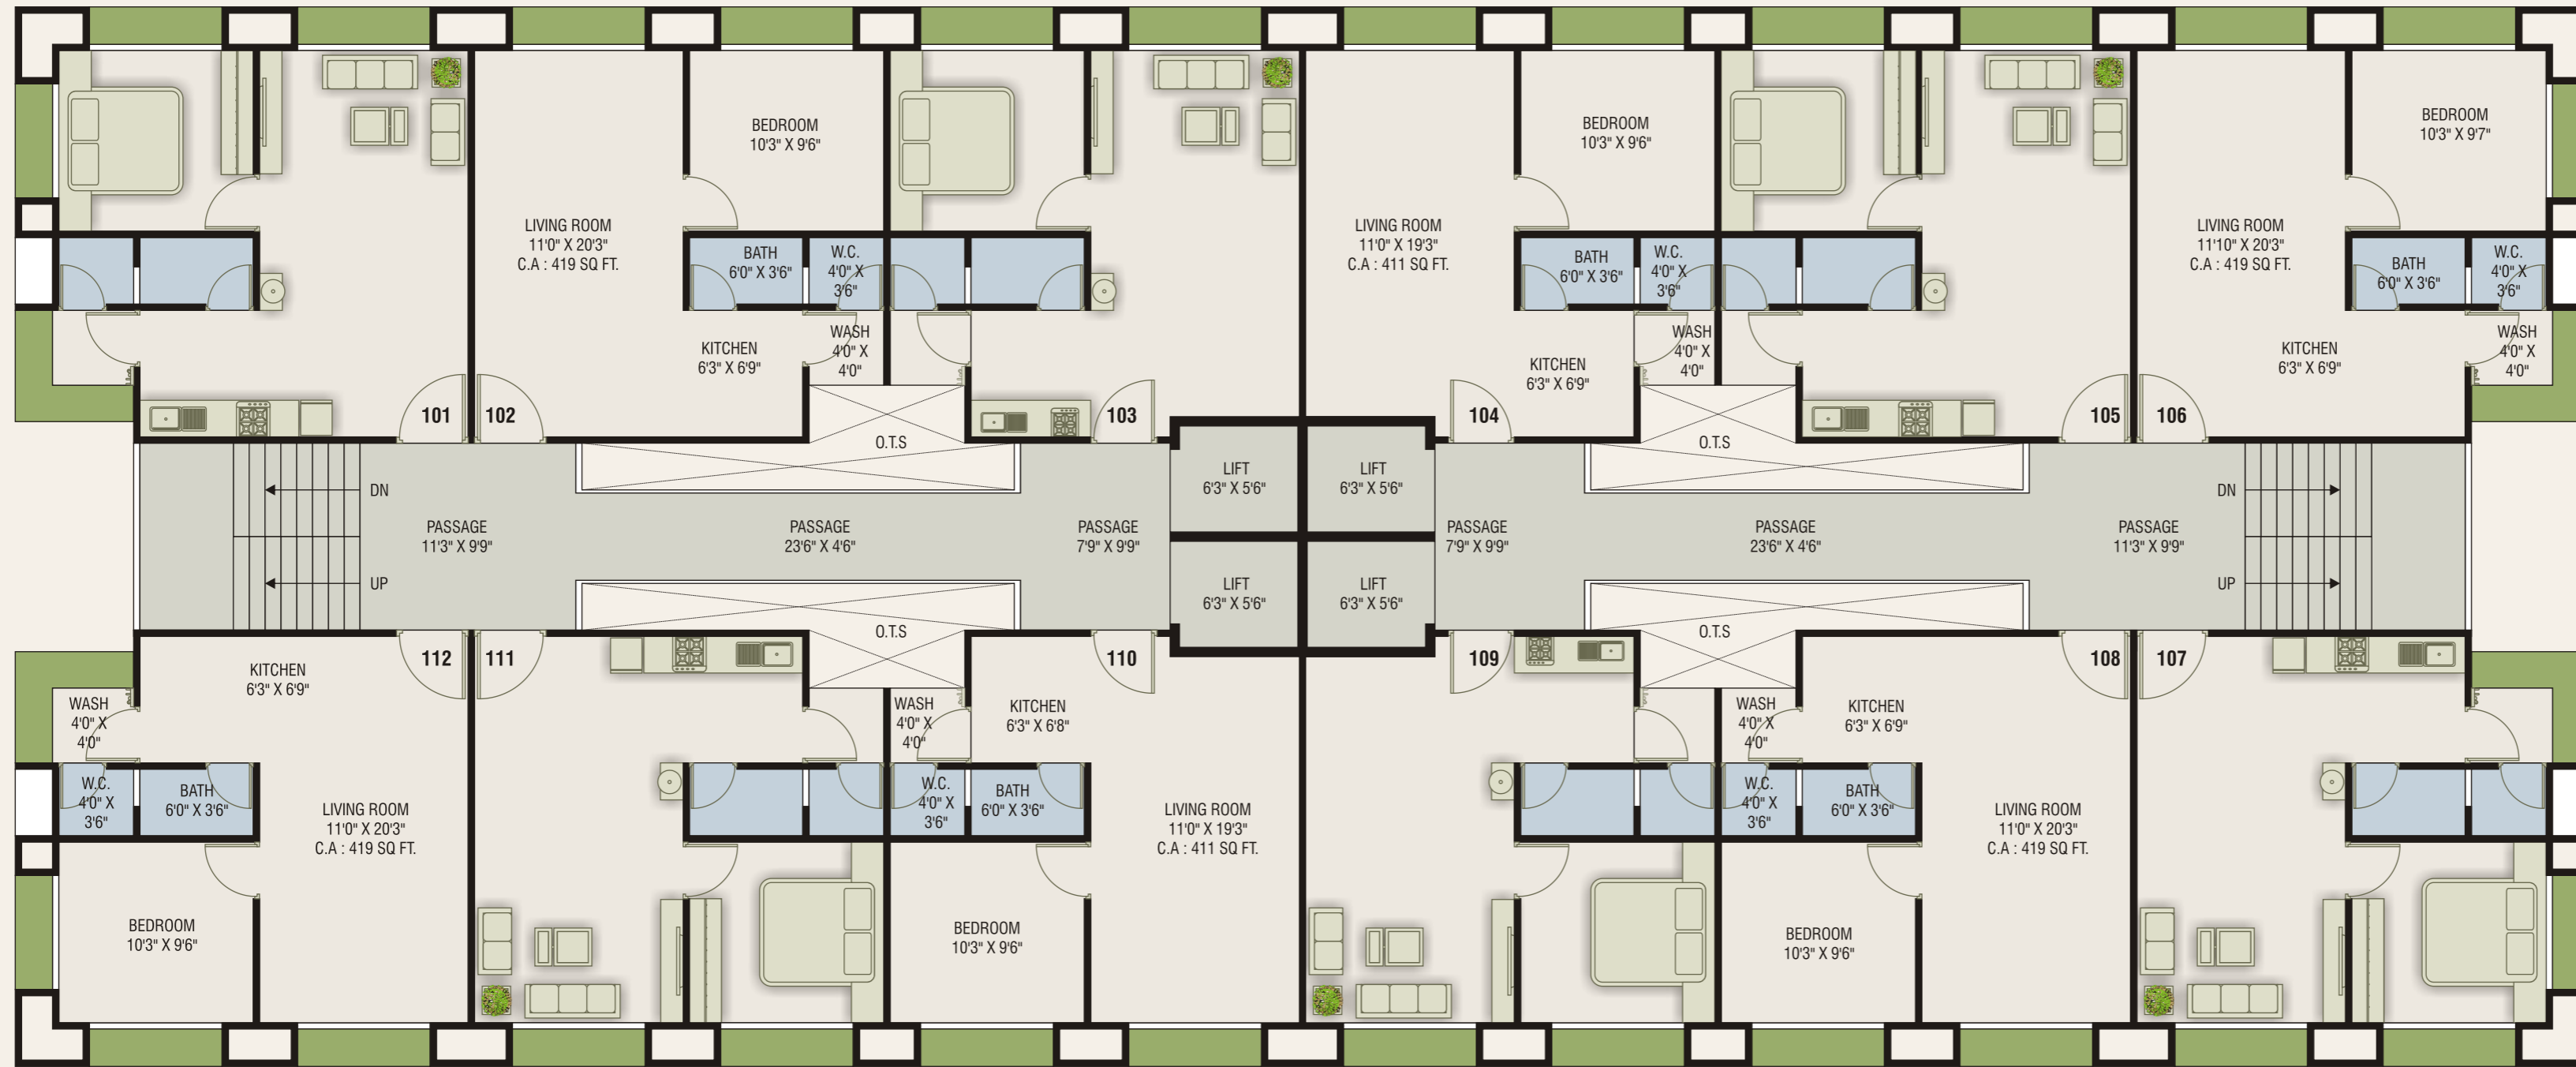 BEDROOM
10'3" X 9'6"
BEDROOM
10'3" X 9'6"
BEDROOM
10'3" X 9'7"
LIVING ROOM
11'0" X 20'3"
C.A : 419 SQ FT.
BATH
6'0" X 3'6"
W.C.
4'0" X
3'6"
LIVING ROOM
11'0" X 19'3"
C.A : 411 SQ FT.
BATH
6'0" X 3'6"
W.C.
4'0" X
3'6"
LIVING ROOM
11'10" X 20'3"
C.A : 419 SQ FT.
BATH
6'0" X 3'6"
W.C.
4'0" X
3'6"
KITCHEN
6'3" X 6'9"
WASH
4'0" X
4'0"
KITCHEN
6'3" X 6'9"
WASH
4'0" X
4'0"
KITCHEN
6'3" X 6'9"
WASH
4'0" X
4'0"
101
102
103
104
105
106
O.T.S
O.T.S
LIFT
6'3" X 5'6"
LIFT
6'3" X 5'6"
DN
DN
PASSAGE
11'3" X 9'9"
PASSAGE
23'6" X 4'6"
PASSAGE
7'9" X 9'9"
PASSAGE
7'9" X 9'9"
PASSAGE
23'6" X 4'6"
PASSAGE
11'3" X 9'9"
UP
UP
LIFT
6'3" X 5'6"
LIFT
6'3" X 5'6"
O.T.S
O.T.S
112
111
110
109
108
107
KITCHEN
6'3" X 6'9"
WASH
4'0" X
4'0"
WASH
4'0" X
4'0"
KITCHEN
6'3" X 6'8"
WASH
4'0" X
4'0"
KITCHEN
6'3" X 6'9"
W.C.
4'0" X
3'6"
BATH
6'0" X 3'6"
LIVING ROOM
11'0" X 20'3"
C.A : 419 SQ FT.
W.C.
4'0" X
3'6"
BATH
6'0" X 3'6"
LIVING ROOM
11'0" X 19'3"
C.A : 411 SQ FT.
W.C.
4'0" X
3'6"
BATH
6'0" X 3'6"
LIVING ROOM
11'0" X 20'3"
C.A : 419 SQ FT.
BEDROOM
10'3" X 9'6"
BEDROOM
10'3" X 9'6"
BEDROOM
10'3" X 9'6"